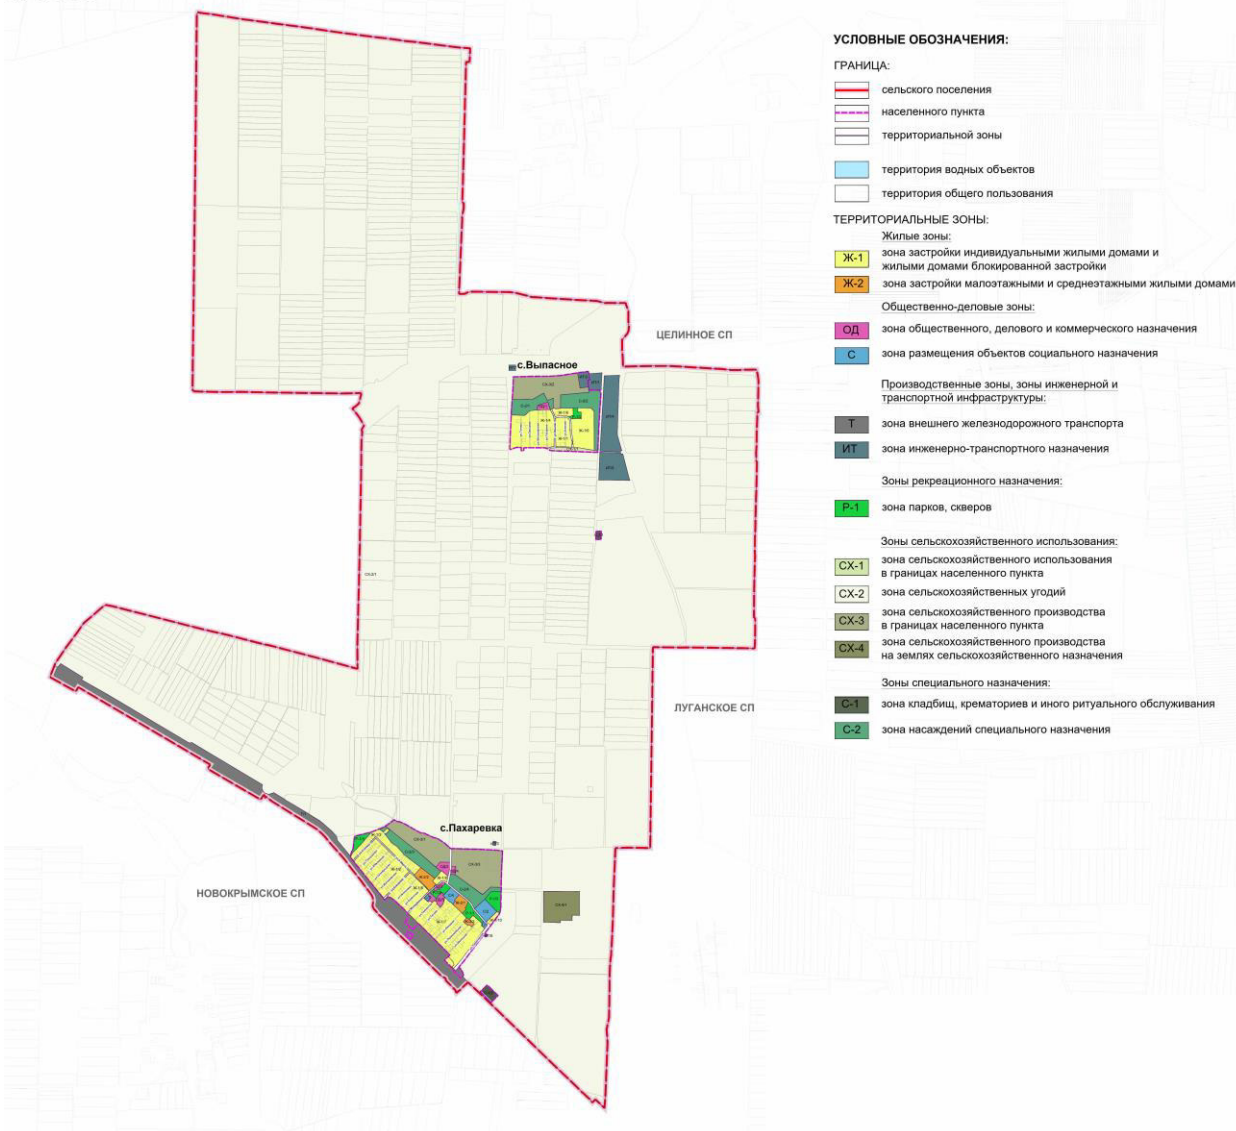 УСЛОВНЫЕ ОБОЗНАЧЕНИЯ:
ГРАНИЦА:
сельского поселения
населенного пункта
территориальной зоны
территория водных объектов
территория общего пользования
ТЕРРИТОРИАЛЬНЫЕ ЗОНЫ:
Жилые зоны:
Ж-1 зона застройки индивидуальными жилыми домами и
жилыми домами блокированной застройки
Ж-2 зона застройки малоэтажными и среднеэтажными жилыми домами
Общественно-деловые зоны:
ОД зона общественного, делового и коммерческого назначения
С зона размещения объектов социального назначения
Производственные зоны, зоны инженерной и
транспортной инфраструктуры:
Т зона внешнего железнодорожного транспорта
ИТ зона инженерно-транспортного назначения
Зоны рекреационного назначения:
Р-1 зона парков, скверов
Зоны сельскохозяйственного использования:
СХ-1 зона сельскохозяйственного использования
в границах населенного пункта
СХ-2 зона сельскохозяйственных угодий
СХ-3 зона сельскохозяйственного производства
в границах населенного пункта
СХ-4 зона сельскохозяйственного производства
на землях сельскохозяйственного назначения
Зоны специального назначения:
С-1 зона кладбищ, крематориев и иного ритуального обслуживания
С-2 зона насаждений специального назначения
ЦЕЛИННОЕ СП
с.Выпасное
ЛУГАНСКОЕ СП
с.Пахаревка
НОВОКРЫМСКОЕ СП